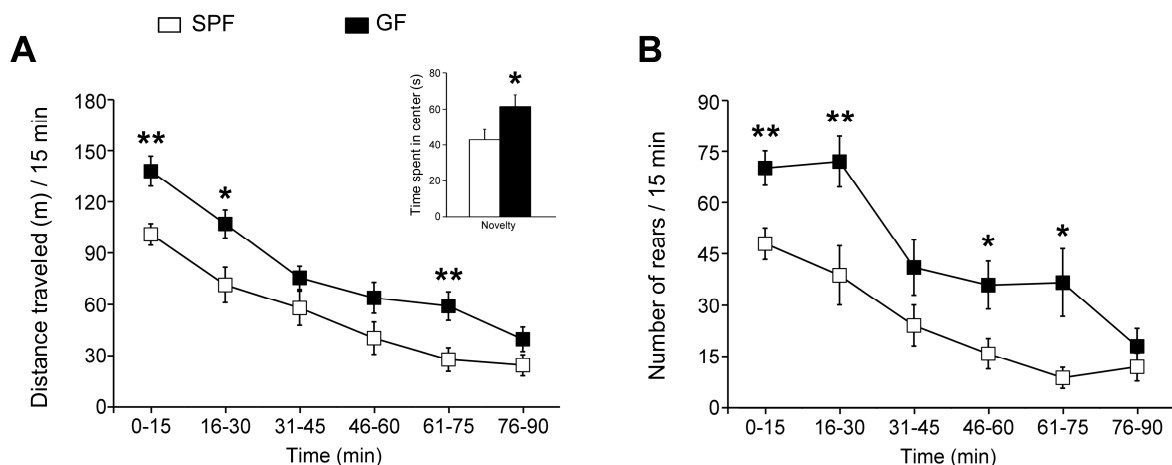 SPF GF
A
Distance traveled (m) / 15 min
180
150
120
90
60
30
0
**
*
**
0-15 16-30 31-45 46-60 61-75 76-90
Time (min)
Time spent in center (s)
80
60
40
20
0
*
Novelty
B
Number of rears / 15 min
90
75
45
30
15
0
**
**
*
*
0-15 16-30 31-45 46-60 61-75 76-90
Time (min)